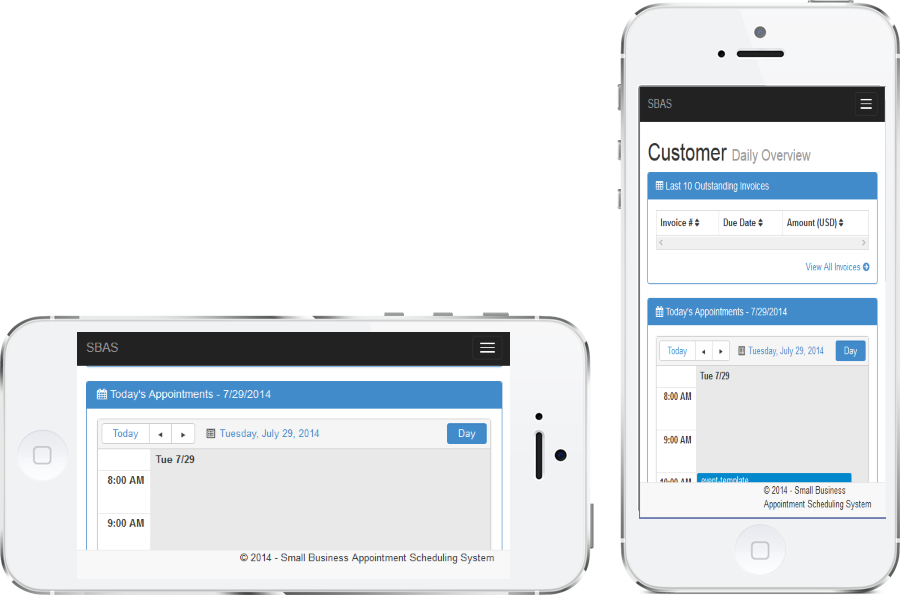 SBAS
Today's Appointments - 7/29/2014
Today Tuesday, July 29, 2014 Day
Tue 7/29
8:00 AM
9:00 AM
© 2014 - Small Business Appointment Scheduling System
SBAS
Customer Daily Overview
Last 10 Outstanding Invoices
Invoice # Due Date Amount (USD)
View All Invoices
Today's Appointments - 7/29/2014
Today Tuesday, July 29, 2014 Day
Tue 7/29
8:00 AM
9:00 AM
10:00 AM event-template
© 2014 - Small Business
Appointment Scheduling System